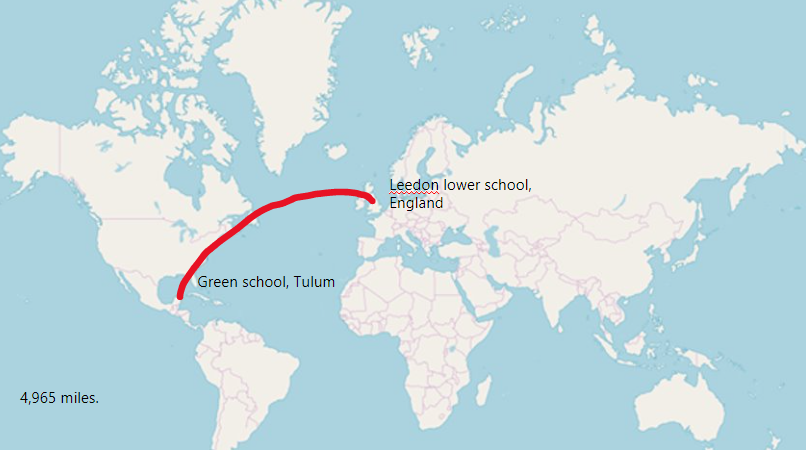 Leedon lower school,
England
Green school, Tulum
4,965 miles.